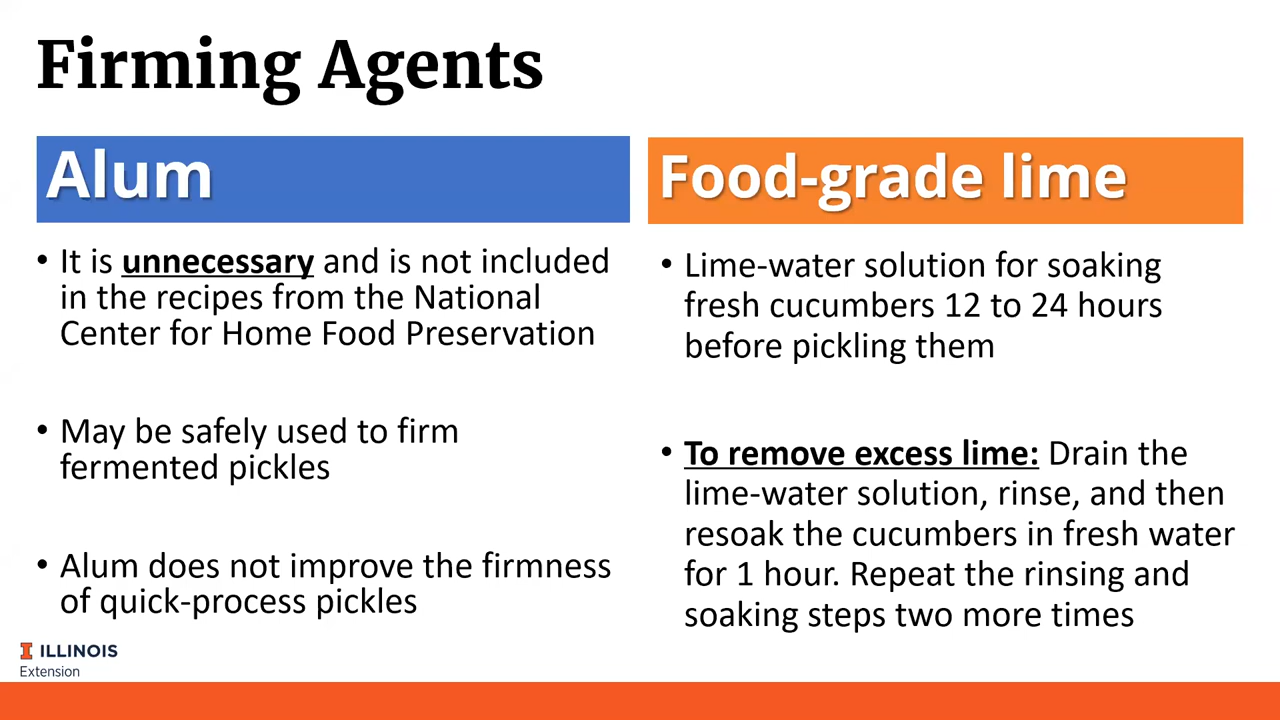 Firming Agents
Alum
• It is unnecessary and is not included
in the recipes from the National
Center for Home Food Preservation
• May be safely used to firm
fermented pickles
• Alum does not improve the firmness
of quick-process pickles
Food-grade lime
• Lime-water solution for soaking
fresh cucumbers 12 to 24 hours
before pickling them
• To remove excess lime: Drain the
lime-water solution, rinse, and then
resoak the cucumbers in fresh water
for 1 hour. Repeat the rinsing and
soaking steps two more times
I ILLINOIS
Extension